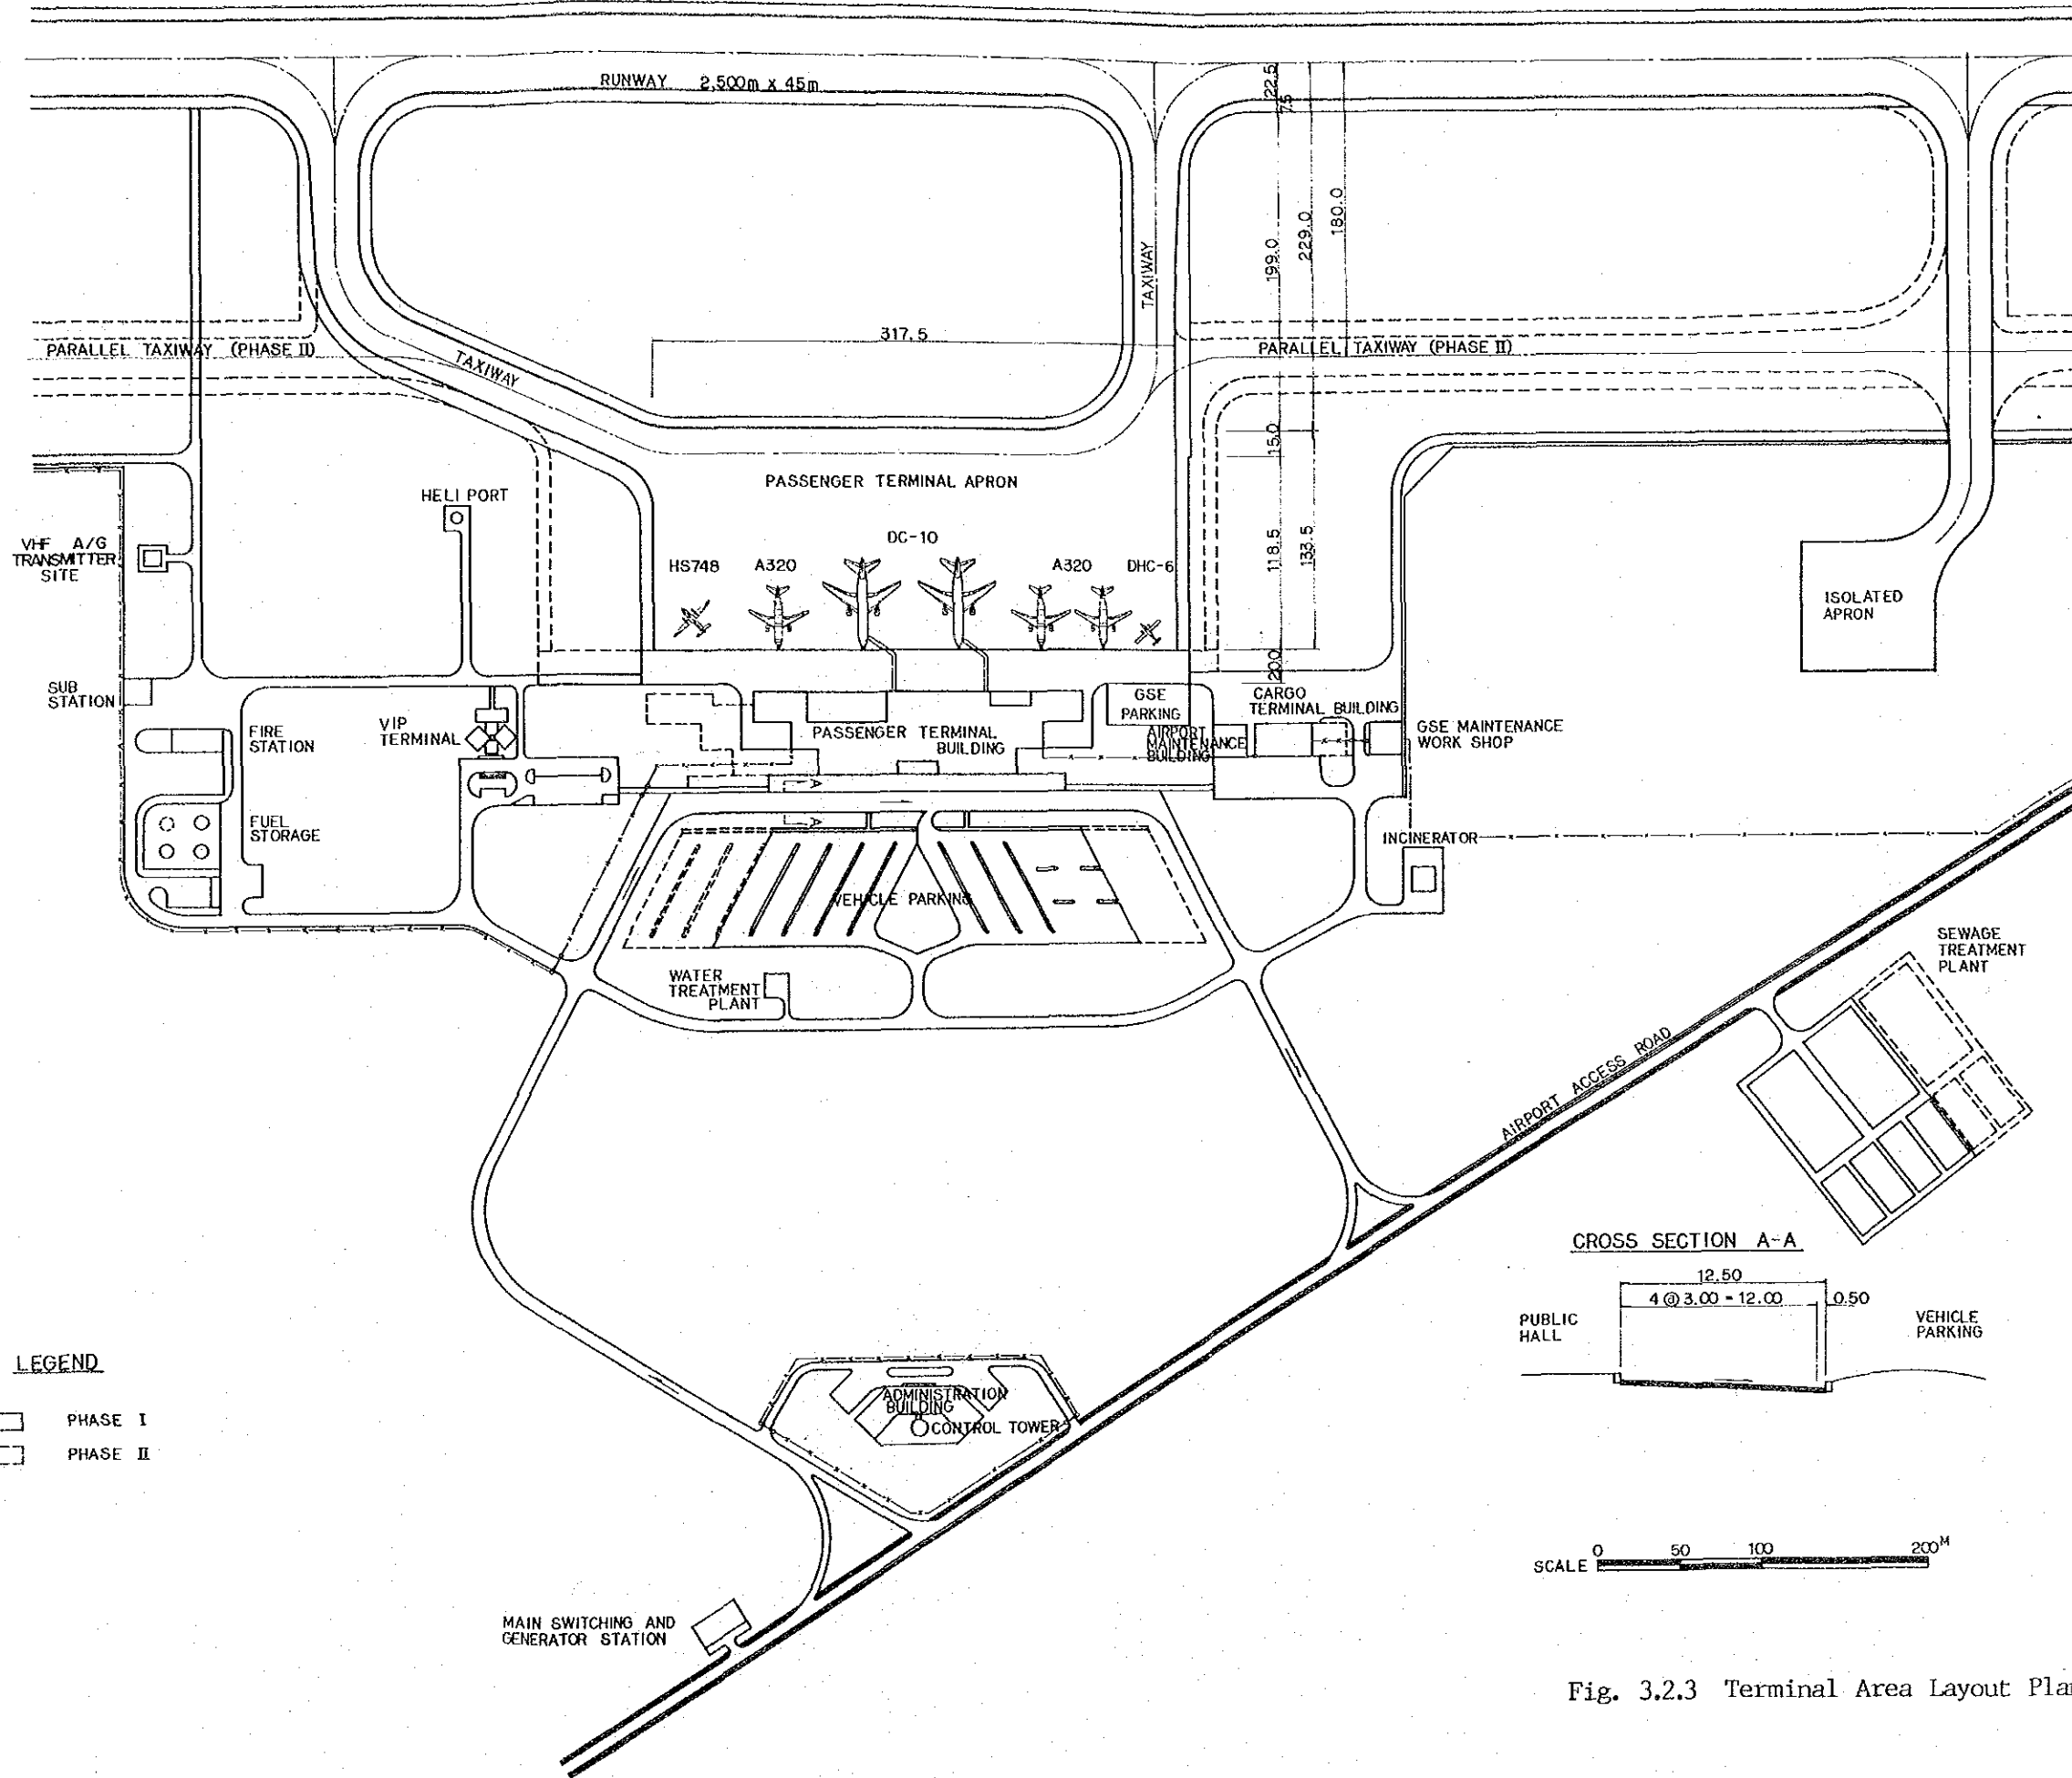 RUNWAY 2,500m x 45m
22.5
7.5
180.0
229.0
199.0
TAXIWAY
317.5
PARALLEL TAXIWAY (PHASE II)
TAXIWAY
PARALLEL TAXIWAY (PHASE II)
15.0
PASSENGER TERMINAL APRON
HELI PORT
DC-10
118.5
133.5
VHF A/G
TRANSMITTER
SITE
HS748
A320
A320
DHC-6
ISOLATED
APRON
20.0
SUB
STATION
GSE
PARKING
CARGO
TERMINAL BUILDING
FIRE
STATION
VIP
TERMINAL
PASSENGER TERMINAL
BUILDING
AIRPORT
MAINTENANCE
BUILDING
GSE MAINTENANCE
WORK SHOP
A
A
FUEL
STORAGE
INCINERATOR
VEHICLE PARKING
SEWAGE
TREATMENT
PLANT
WATER
TREATMENT
PLANT
AIRPORT ACCESS ROAD
CROSS SECTION A-A
12.50
4 @ 3.00 = 12.00
0.50
PUBLIC
HALL
VEHICLE
PARKING
LEGEND
PHASE I
PHASE II
ADMINISTRATION
BUILDING
CONTROL TOWER
SCALE 0 50 100 200M
MAIN SWITCHING AND
GENERATOR STATION
Fig. 3.2.3 Terminal Area Layout Pla